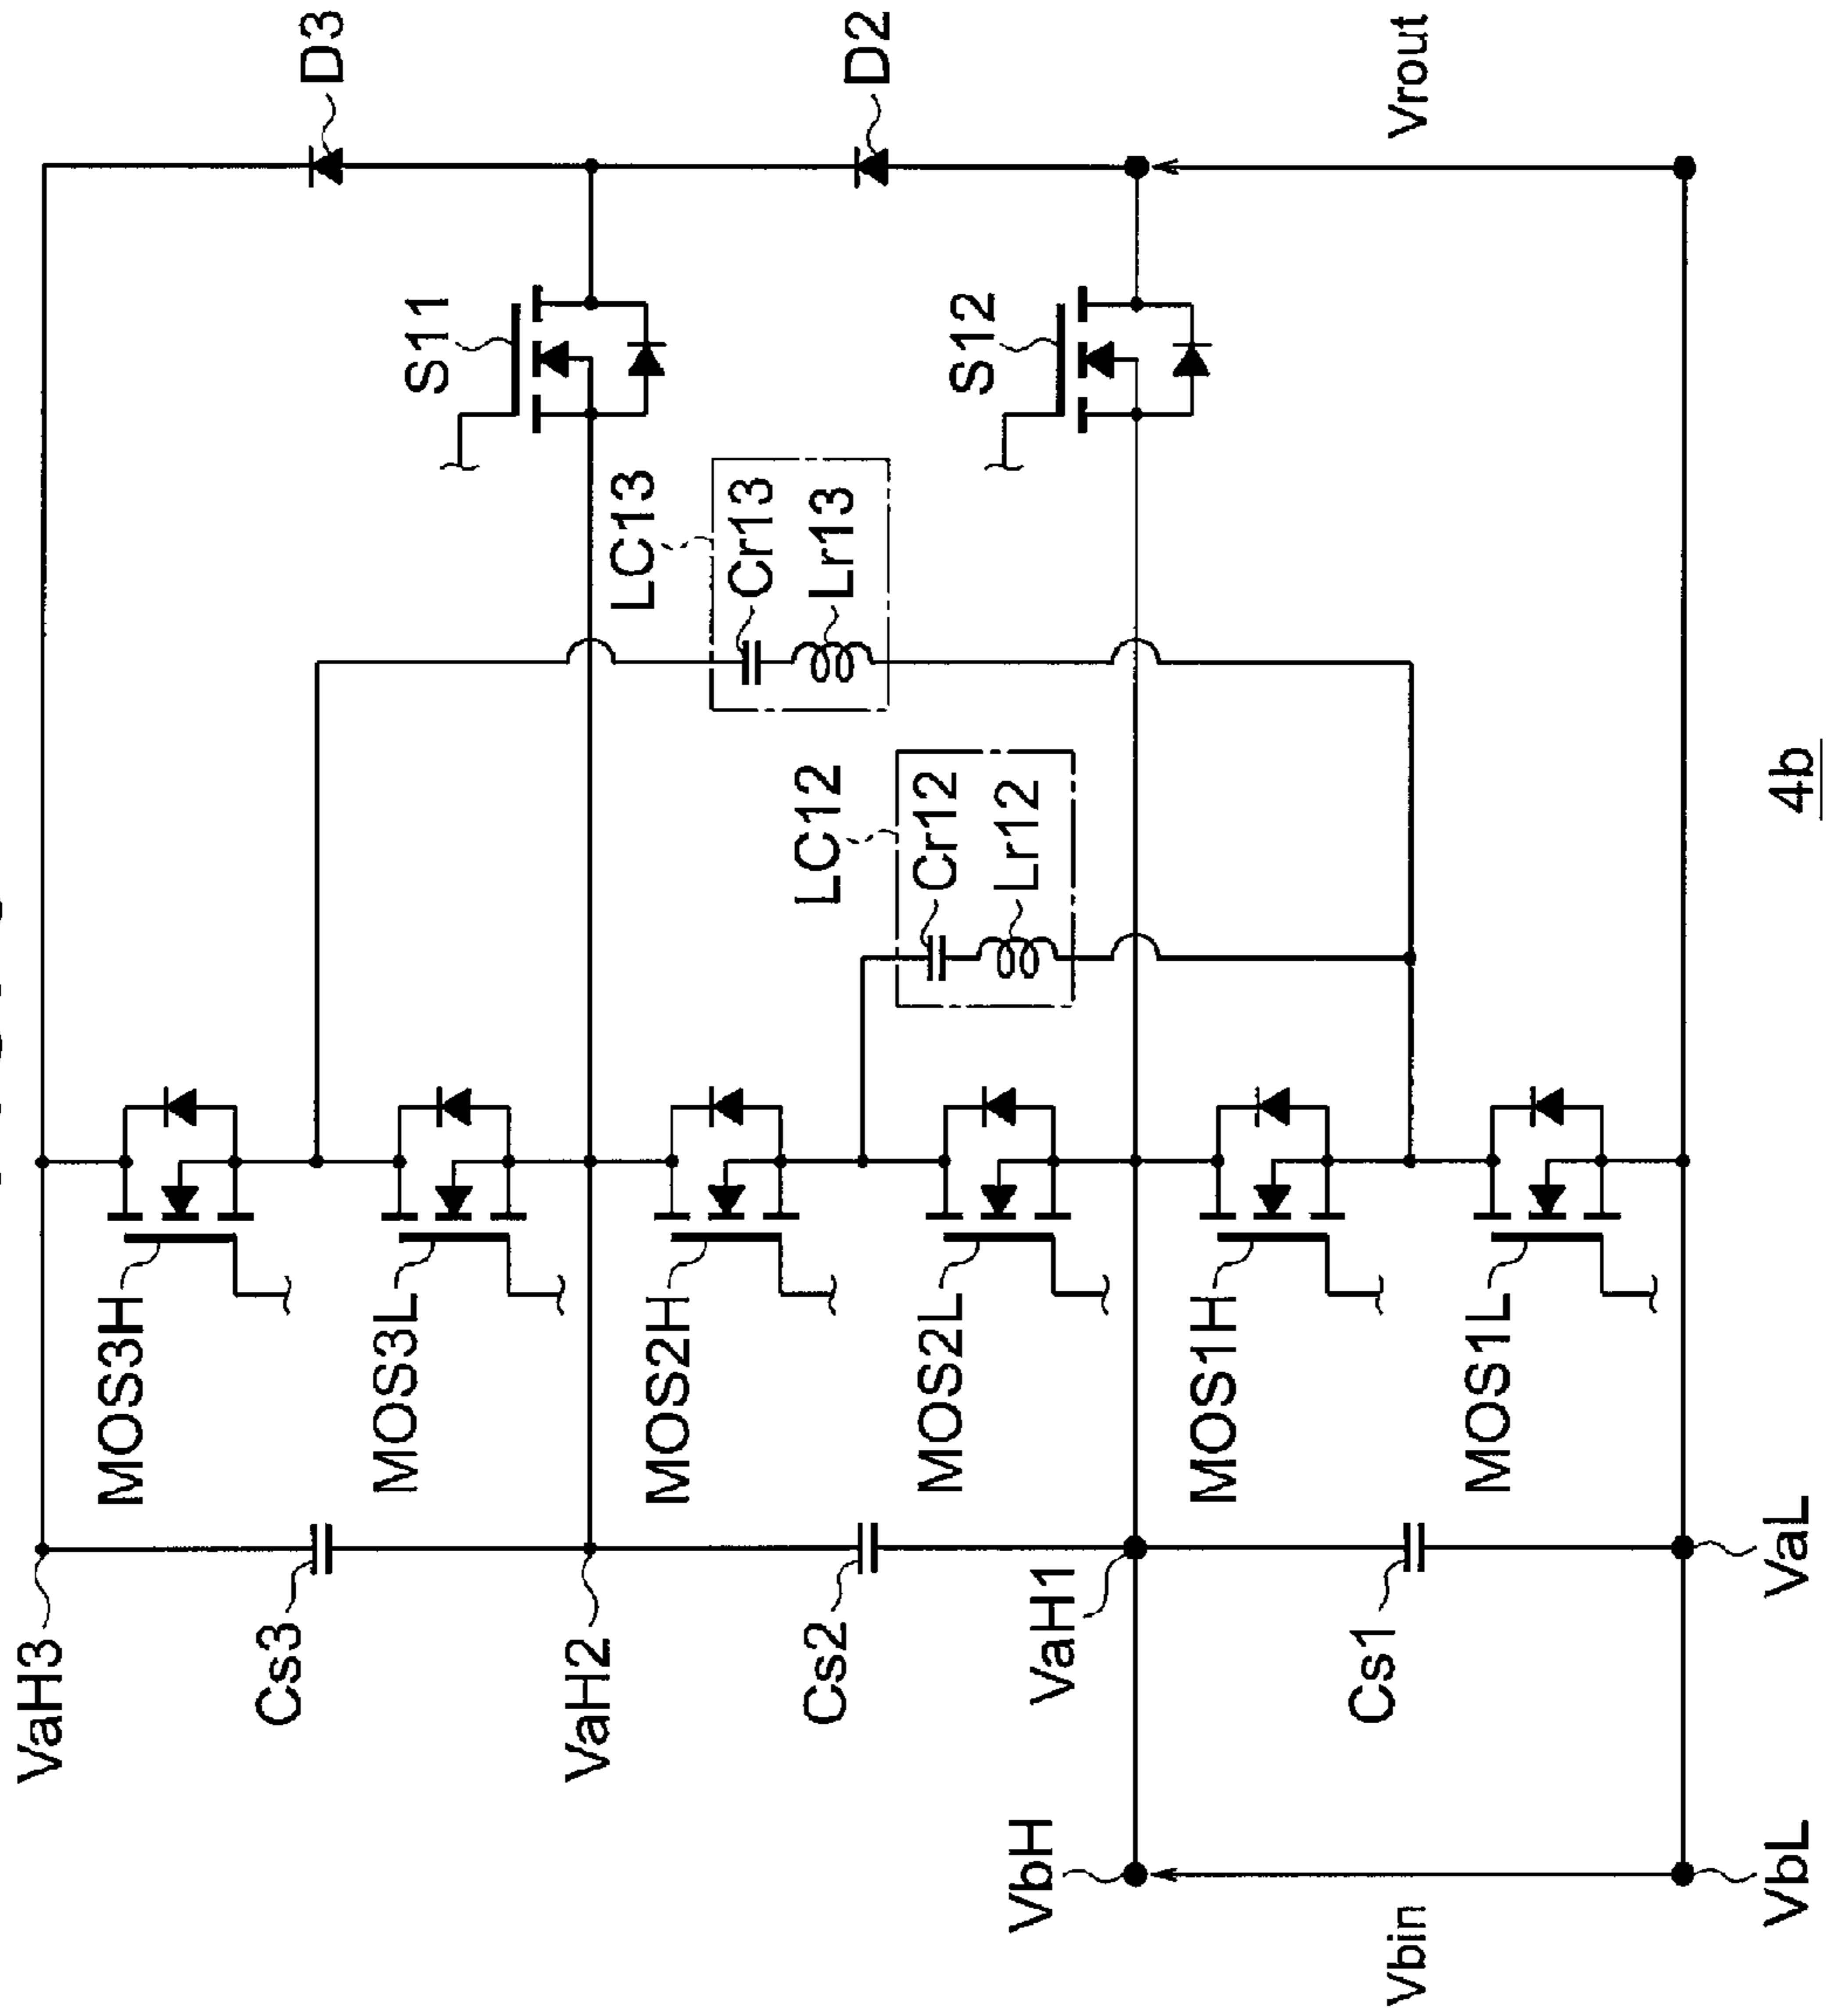 VaH3
Cs3
VaH2
Cs2
VaH1
Cs1
VaL
VbH
Vbin
VbL
MOS3H
MOS3L
MOS2H
MOS2L
MOS1H
MOS1L
LC12
Cr12
Lr12
LC13
Cr13
Lr13
S11
S12
D3
D2
Vrout
4b